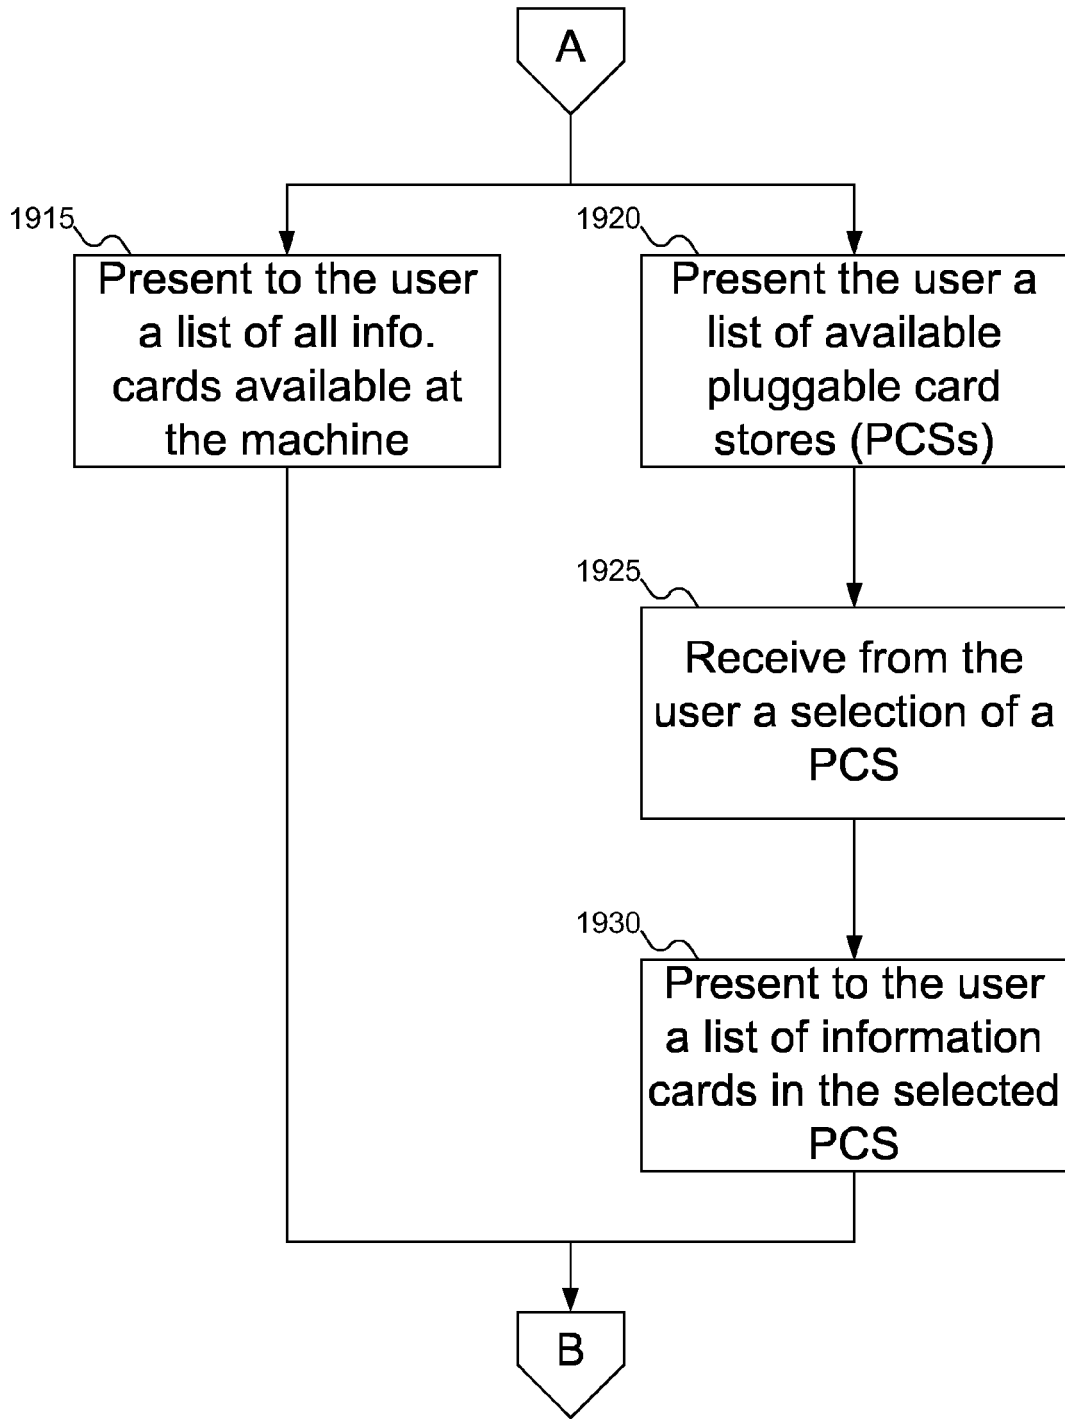 A
1915
Present to the user
a list of all info.
cards available at
the machine
1920
Present the user a
list of available
pluggable card
stores (PCSs)
1925
Receive from the
user a selection of a
PCS
1930
Present to the user
a list of information
cards in the selected
PCS
B